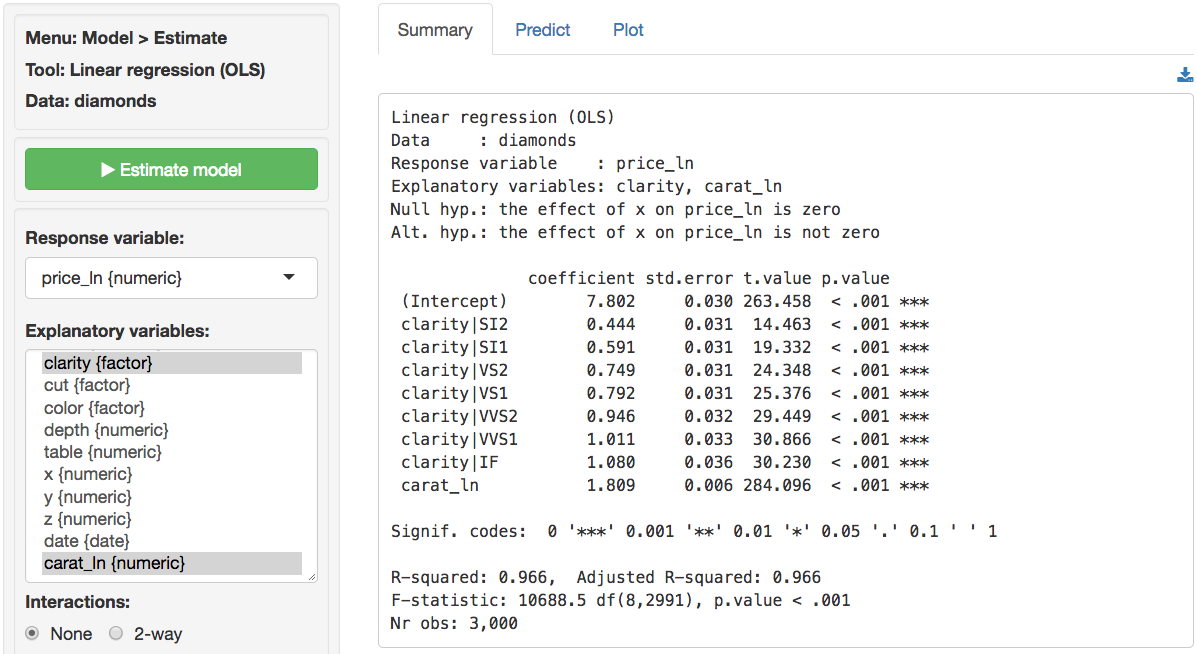 Menu: Model > Estimate
Tool: Linear regression (OLS)
Data: diamonds
Estimate model
Response variable:
price_ln {numeric}
Explanatory variables:
clarity {factor}
cut {factor}
color {factor}
depth {numeric}
table {numeric}
x {numeric}
y {numeric}
z {numeric}
date {date}
carat_ln {numeric}
Interactions:
None 2-way
Summary Predict Plot
Linear regression (OLS)
Data     : diamonds
Response variable    : price_ln
Explanatory variables: clarity, carat_ln
Null hyp.: the effect of x on price_ln is zero
Alt. hyp.: the effect of x on price_ln is not zero
coefficient std.error t.value p.value
(Intercept)        7.802     0.030 263.458  < .001 ***
clarity|SI2        0.444     0.031  14.463  < .001 ***
clarity|SI1        0.591     0.031  19.332  < .001 ***
clarity|VS2        0.749     0.031  24.348  < .001 ***
clarity|VS1        0.792     0.031  25.376  < .001 ***
clarity|VVS2       0.946     0.032  29.449  < .001 ***
clarity|VVS1       1.011     0.033  30.866  < .001 ***
clarity|IF         1.080     0.036  30.230  < .001 ***
carat_ln           1.809     0.006 284.096  < .001 ***
Signif. codes:  0 '***' 0.001 '**' 0.01 '*' 0.05 '.' 0.1 ' ' 1
R-squared: 0.966,  Adjusted R-squared: 0.966
F-statistic: 10688.5 df(8,2991), p.value < .001
Nr obs: 3,000